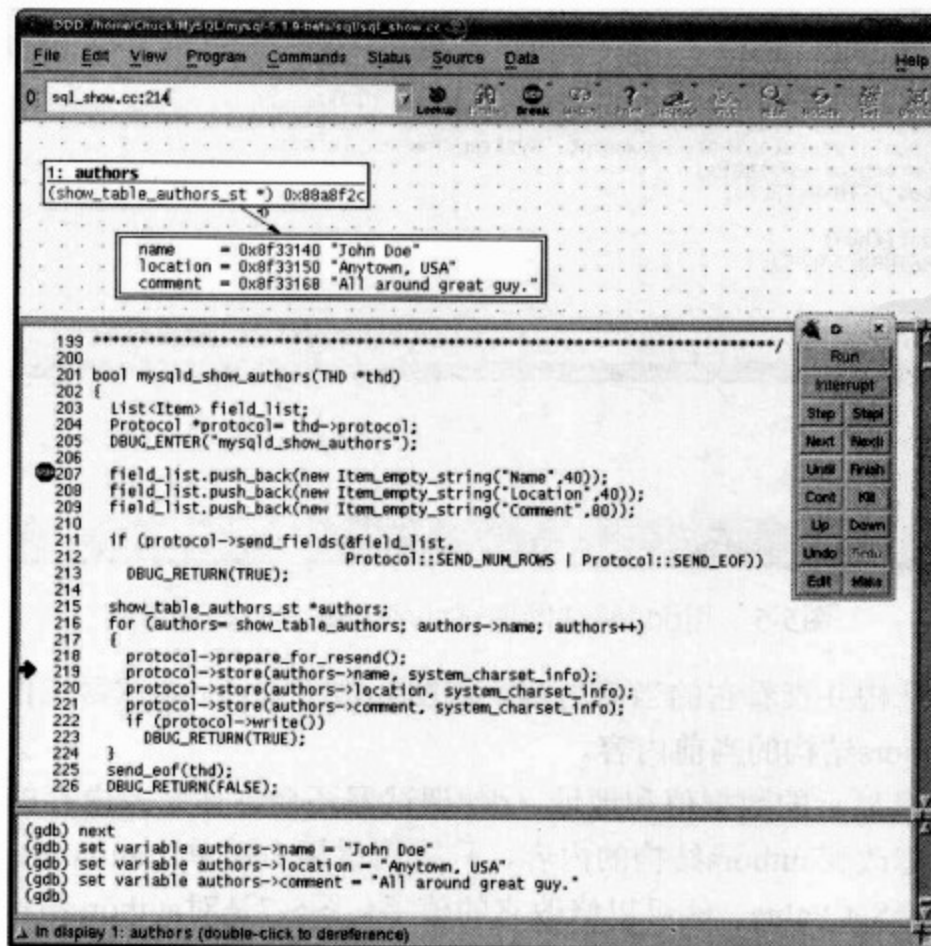 DDD: /home/Chuck/MySQL/mysql-5.1.9-beta/sql/sql_show.cc
File Edit View Program Commands Status Source Data Help
sql_show.cc:214
Lookup Break
1: authors
(show_table_authors_st *) 0x88a8f2c
name = 0x8f33140 "John Doe"
location = 0x8f33150 "Anytown, USA"
comment = 0x8f33168 "All around great guy."
199 ****************************************************************************/
200
201 bool mysqld_show_authors(THD *thd)
202 {
203 List<Item> field_list;
204 Protocol *protocol= thd->protocol;
205 DBUG_ENTER("mysqld_show_authors");
206
207 field_list.push_back(new Item_empty_string("Name",40));
208 field_list.push_back(new Item_empty_string("Location",40));
209 field_list.push_back(new Item_empty_string("Comment",80));
210
211 if (protocol->send_fields(&field_list,
212 Protocol::SEND_NUM_ROWS | Protocol::SEND_EOF))
213 DBUG_RETURN(TRUE);
214
215 show_table_authors_st *authors;
216 for (authors= show_table_authors; authors->name; authors++)
217 {
218 protocol->prepare_for_resend();
219 protocol->store(authors->name, system_charset_info);
220 protocol->store(authors->location, system_charset_info);
221 protocol->store(authors->comment, system_charset_info);
222 if (protocol->write())
223 DBUG_RETURN(TRUE);
224 }
225 send_eof(thd);
226 DBUG_RETURN(FALSE);
Run
Interrupt
Step Stepi
Next Nexti
Until Finish
Cont Kill
Up Down
Undo Redo
Edit Make
(gdb) next
(gdb) set variable authors->name = "John Doe"
(gdb) set variable authors->location = "Anytown, USA"
(gdb) set variable authors->comment = "All around great guy."
(gdb)
In display 1: authors (double-click to dereference)